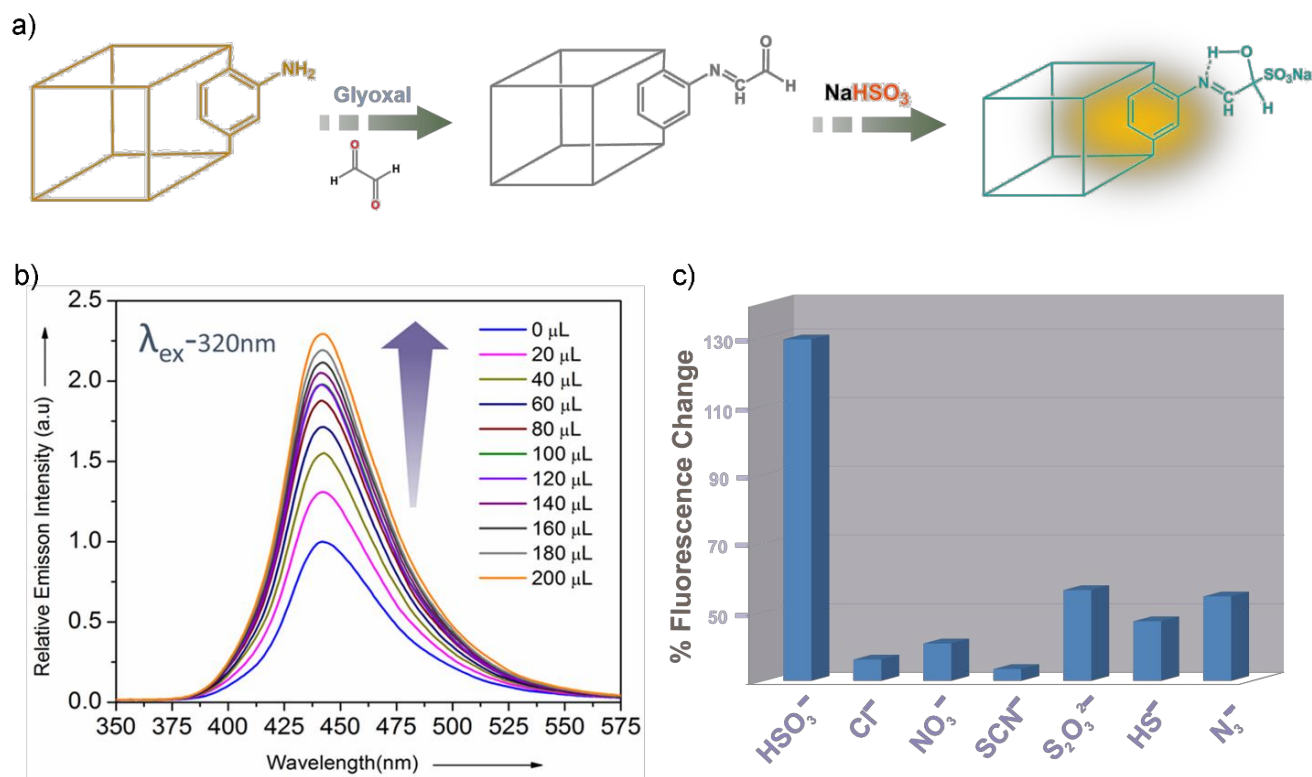 a)
NH₂
Glyoxal
O
H
H
O
N
C
H
O
H
NaHSO₃
H
O
N
C
H
SO₃Na
H
b)
2.5
2.0
1.5
1.0
0.5
0.0
Relative Emisson Intensity (a.u)
λex-320nm
0 µL
20 µL
40 µL
60 µL
80 µL
100 µL
120 µL
140 µL
160 µL
180 µL
200 µL
350 375 400 425 450 475 500 525 550 575
Wavelength(nm)
c)
% Fluorescence Change
130
110
90
70
50
HSO₃⁻
Cl⁻
NO₃⁻
SCN⁻
S₂O₃²⁻
HS⁻
N₃⁻